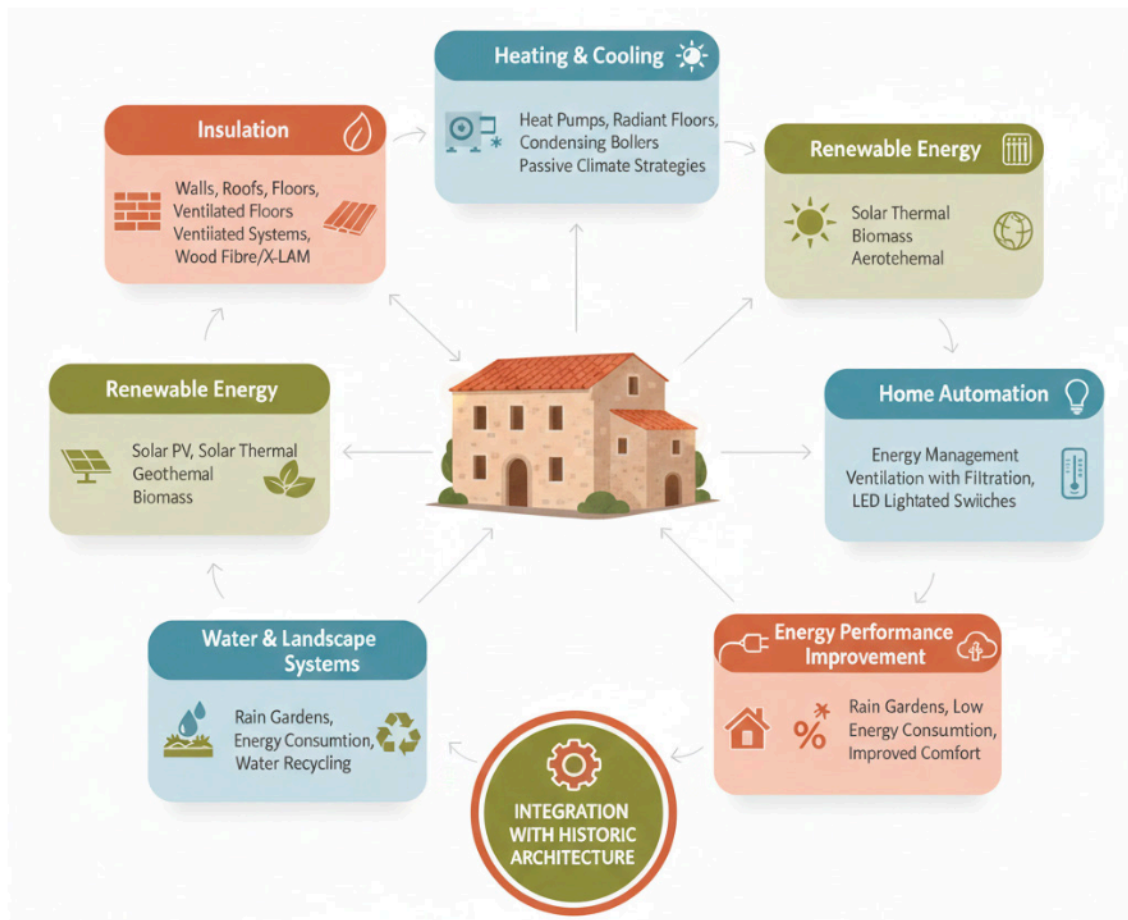 Heating & Cooling
Heat Pumps, Radiant Floors,
Condensing Bollers
Passive Climate Strategies
Insulation
Walls, Roofs, Floors,
Ventilated Floors
Ventiiated Systems,
Wood Fibre/X-LAM
Renewable Energy
Solar Thermal
Biomass
Aerotehemal
Renewable Energy
Solar PV, Solar Thermal
Geothemal
Biomass
Home Automation
Energy Management
Ventilation with Filtration,
LED Lightated Swiiches
Water & Landscape
Systems
Rain Gardens,
Energy Consumtion,
Water Recycling
Energy Performance
Improvement
Rain Gardens, Low
Energy Consumtion,
Improved Comfort
%
INTEGRATION
WITH HISTORIC
ARCHITECTURE